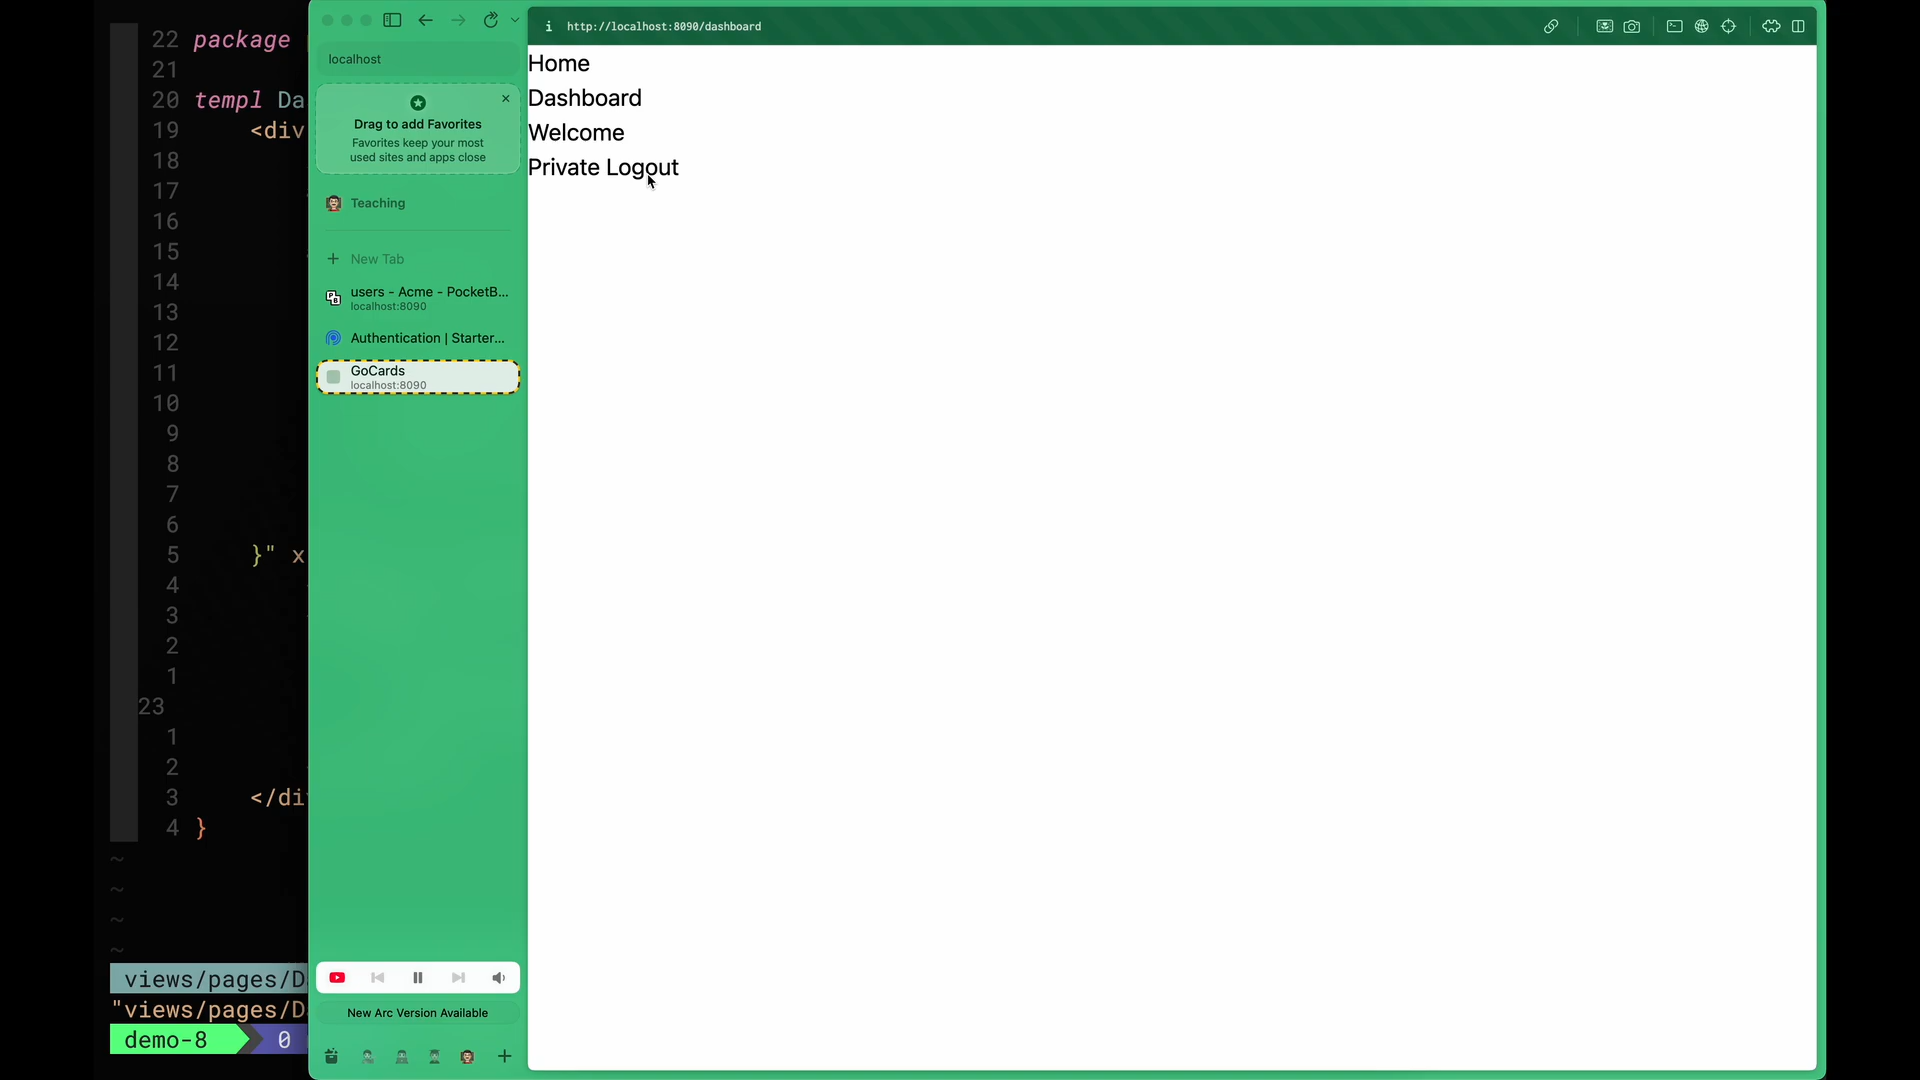 22 package
21
20 templ Da
19 <div
18
17
16
15
14
13
12
11
10
9
8
7
6
5 }" x
4
3
2
1
23
1
2
3 </di
4 }
~
~
~
~
views/pages/D
"views/pages/D
demo-8 0
localhost
Drag to add Favorites
Favorites keep your most
used sites and apps close
Teaching
New Tab
users - Acme - PocketB...
localhost:8090
Authentication | Starter...
GoCards
localhost:8090
New Arc Version Available
http://localhost:8090/dashboard
Home
Dashboard
Welcome
Private Logout